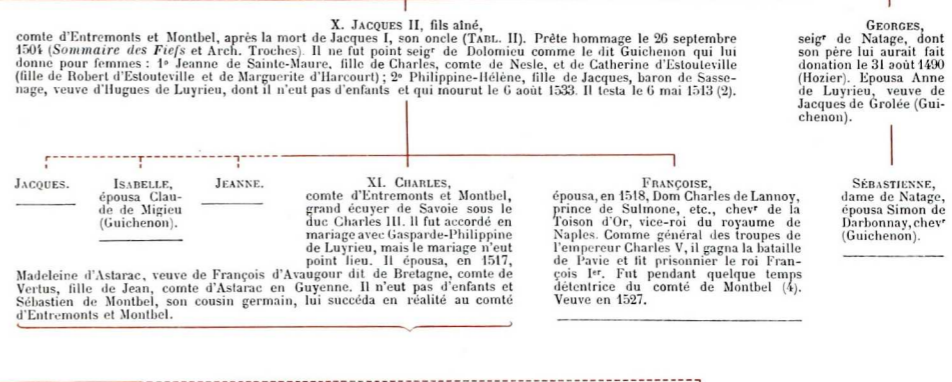 X. JACQUES II, fils aîné,
comte d'Entremonts et Montbel, après la mort de Jacques I, son oncle (TABL. II). Prête hommage le 26 septembre
1504 (Sommaire des Fiefs et Arch. Troches). Il ne fut point seigr de Dolomieu comme le dit Guichenon qui lui
donne pour femmes : 1º Jeanne de Sainte-Maure, fille de Charles, comte de Nesle, et de Catherine d'Estouteville
(fille de Robert d'Estouteville et de Marguerite d'Harcourt) ; 2º Philippine-Hélène, fille de Jacques, baron de Sasse-
nage, veuve d'Hugues de Luyrieu, dont il n'eut pas d'enfants et qui mourut le 6 août 1533. Il testa le 6 mai 1513 (2).
GEORGES,
seigr de Natage, dont
son père lui aurait fait
donation le 31 août 1490
(Hozier). Epousa Anne
de Luyrieu, veuve de
Jacques de Grolée (Gui-
chenon).
JACQUES.
ISABELLE,
épousa Clau-
de de Migieu
(Guichenon).
JEANNE.
XI. CHARLES,
comte d'Entremonts et Montbel,
grand écuyer de Savoie sous le
duc Charles III. Il fut accordé en
mariage avec Gasparde-Philippine
de Luyrieu, mais le mariage n'eut
point lieu. Il épousa, en 1517,
Madeleine d'Astarac, veuve de François d'Avaugour dit de Bretagne, comte de
Vertus, fille de Jean, comte d'Astarac en Guyenne. Il n'eut pas d'enfants et
Sébastien de Montbel, son cousin germain, lui succéda en réalité au comté
d'Entremonts et Montbel.
FRANÇOISE,
épousa, en 1518, Dom Charles de Lannoy,
prince de Sulmone, etc., chevr de la
Toison d'Or, vice-roi du royaume de
Naples. Comme général des troupes de
l'empereur Charles V, il gagna la bataille
de Pavie et fit prisonnier le roi Fran-
çois Ier. Fut pendant quelque temps
détentrice du comté de Montbel (4).
Veuve en 1527.
SÉBASTIENNE,
dame de Natage,
épousa Simon de
Darbonnay, chevr
(Guichenon).